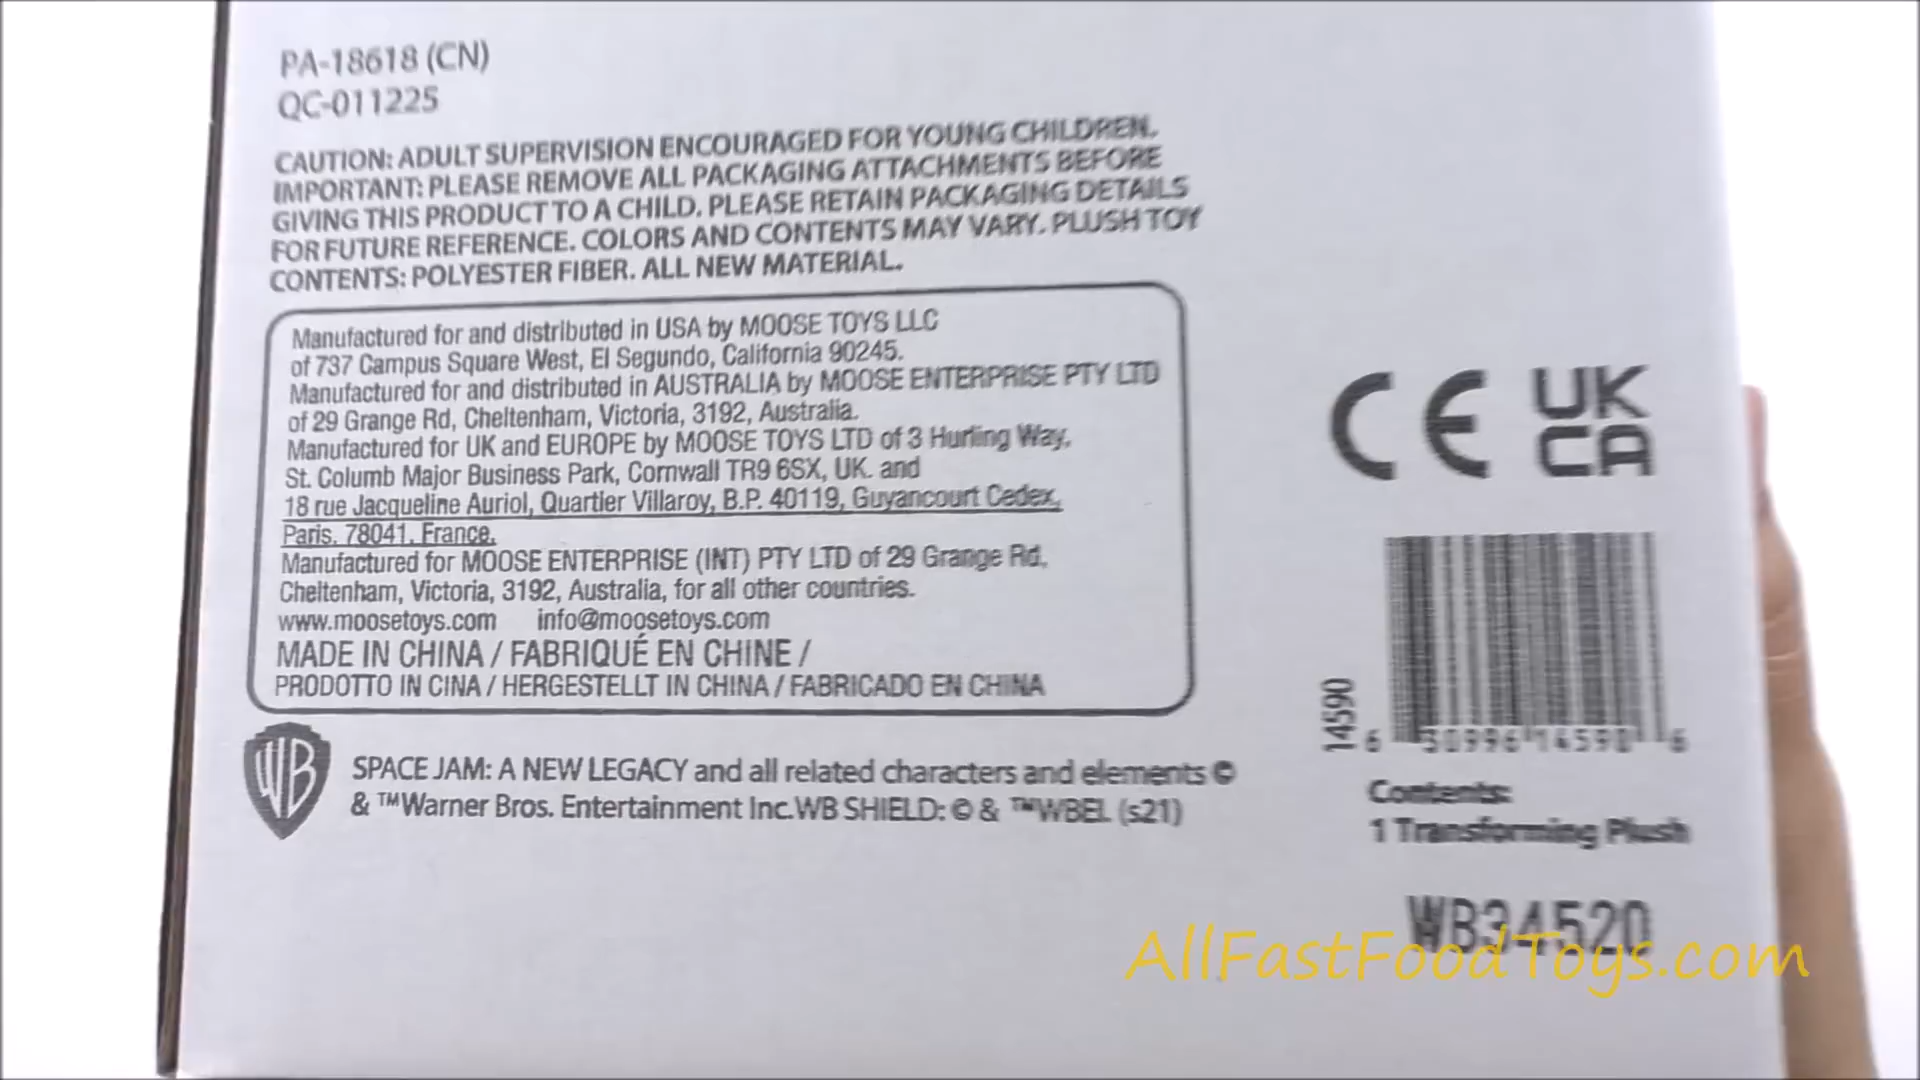 PA-18618 (CN)
QC-011225
CAUTION: ADULT SUPERVISION ENCOURAGED FOR YOUNG CHILDREN.
IMPORTANT: PLEASE REMOVE ALL PACKAGING ATTACHMENTS BEFORE
GIVING THIS PRODUCT TO A CHILD. PLEASE RETAIN PACKAGING DETAILS
FOR FUTURE REFERENCE. COLORS AND CONTENTS MAY VARY. PLUSH TOY
CONTENTS: POLYESTER FIBER. ALL NEW MATERIAL.
Manufactured for and distributed in USA by MOOSE TOYS LLC
of 737 Campus Square West, El Segundo, California 90245.
Manufactured for and distributed in AUSTRALIA by MOOSE ENTERPRISE PTY LTD
of 29 Grange Rd, Cheltenham, Victoria, 3192, Australia.
Manufactured for UK and EUROPE by MOOSE TOYS LTD of 3 Hurling Way,
St. Columb Major Business Park, Cornwall TR9 6SX, UK. and
18 rue Jacqueline Auriol, Quartier Villaroy, B.P. 40119, Guyancourt Cedex,
Paris. 78041. France.
Manufactured for MOOSE ENTERPRISE (INT) PTY LTD of 29 Grange Rd,
Cheltenham, Victoria, 3192, Australia, for all other countries.
www.moosetoys.com info@moosetoys.com
MADE IN CHINA / FABRIQUÉ EN CHINE /
PRODOTTO IN CINA / HERGESTELLT IN CHINA / FABRICADO EN CHINA
WB
SPACE JAM: A NEW LEGACY and all related characters and elements ©
& ™Warner Bros. Entertainment Inc.WB SHIELD: © & ™WBEI. (s21)
CE UK
CA
14590
6 30996 14590 6
Contents:
1 Transforming Plush
WB34520
AllFastFoodToys.com